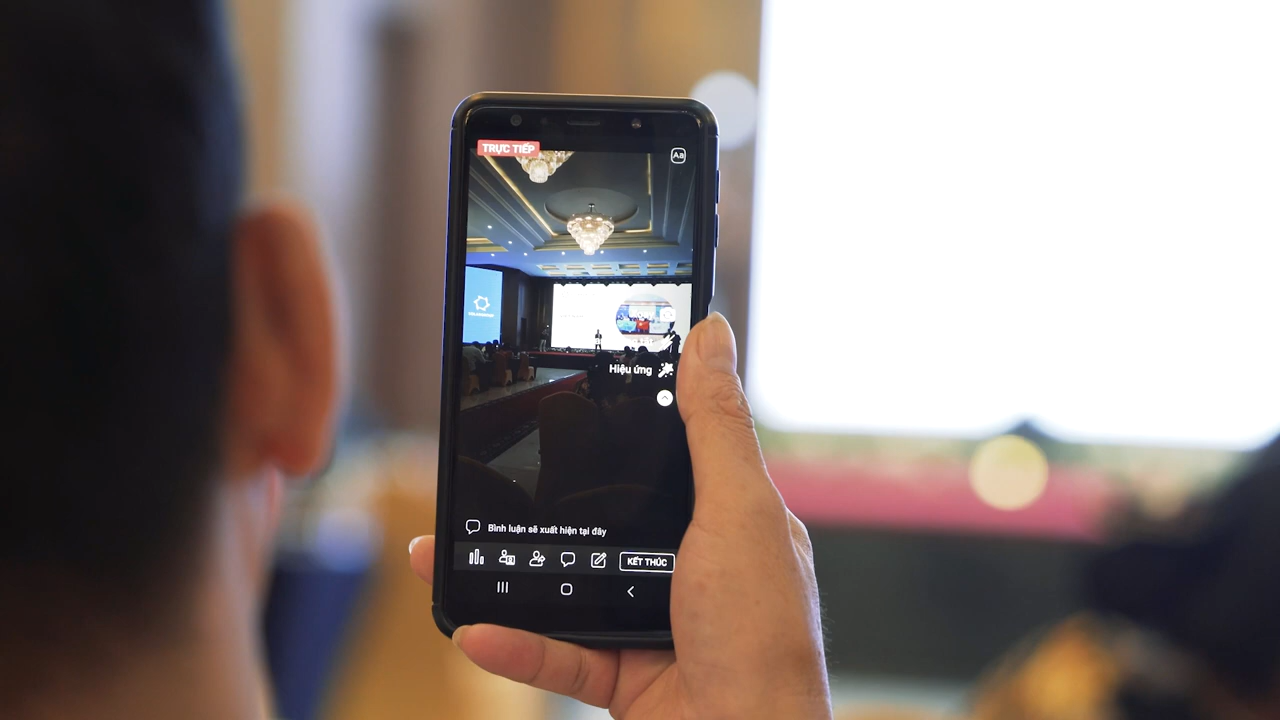 TRỰC TIẾP
Aa
Hiệu ứng
Bình luận sẽ xuất hiện tại đây
KẾT THÚC